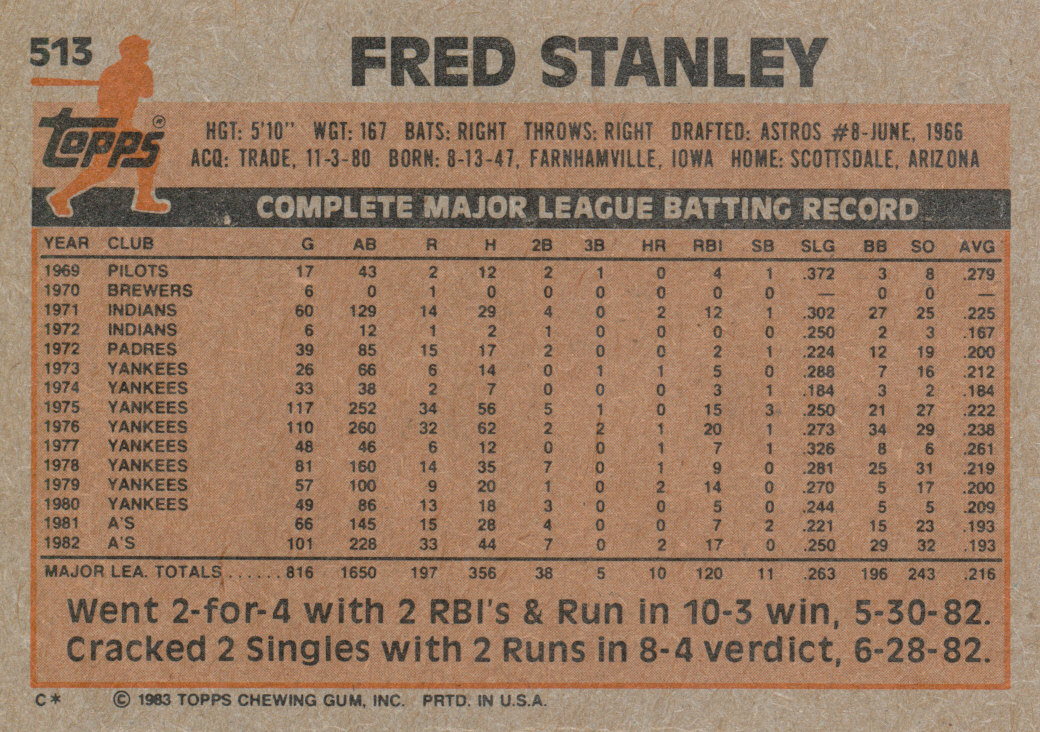 513
FRED STANLEY
topps®
HGT: 5'10" WGT: 167 BATS: RIGHT THROWS: RIGHT DRAFTED: ASTROS #8-JUNE, 1966
ACQ: TRADE, 11-3-80 BORN: 8-13-47, FARNHAMVILLE, IOWA HOME: SCOTTSDALE, ARIZONA
COMPLETE MAJOR LEAGUE BATTING RECORD
YEAR CLUB G AB R H 2B 3B HR RBI SB SLG BB SO AVG
1969 PILOTS 17 43 2 12 2 1 0 4 1 .372 3 8 .279
1970 BREWERS 6 0 1 0 0 0 0 0 0 — 0 0 —
1971 INDIANS 60 129 14 29 4 0 2 12 1 .302 27 25 .225
1972 INDIANS 6 12 1 2 1 0 0 0 0 .250 2 3 .167
1972 PADRES 39 85 15 17 2 0 0 2 1 .224 12 19 .200
1973 YANKEES 26 66 6 14 0 1 1 5 0 .288 7 16 .212
1974 YANKEES 33 38 2 7 0 0 0 3 1 .184 3 2 .184
1975 YANKEES 117 252 34 56 5 1 0 15 3 .250 21 27 .222
1976 YANKEES 110 260 32 62 2 2 1 20 1 .273 34 29 .238
1977 YANKEES 48 46 6 12 0 0 1 7 1 .326 8 6 .261
1978 YANKEES 81 160 14 35 7 0 1 9 0 .281 25 31 .219
1979 YANKEES 57 100 9 20 1 0 2 14 0 .270 5 17 .200
1980 YANKEES 49 86 13 18 3 0 0 5 0 .244 5 5 .209
1981 A'S 66 145 15 28 4 0 0 7 2 .221 15 23 .193
1982 A'S 101 228 33 44 7 0 2 17 0 .250 29 32 .193
MAJOR LEA. TOTALS ...... 816 1650 197 356 38 5 10 120 11 .263 196 243 .216
Went 2-for-4 with 2 RBI's & Run in 10-3 win, 5-30-82.
Cracked 2 Singles with 2 Runs in 8-4 verdict, 6-28-82.
C* © 1983 TOPPS CHEWING GUM, INC. PRTD. IN U.S.A.